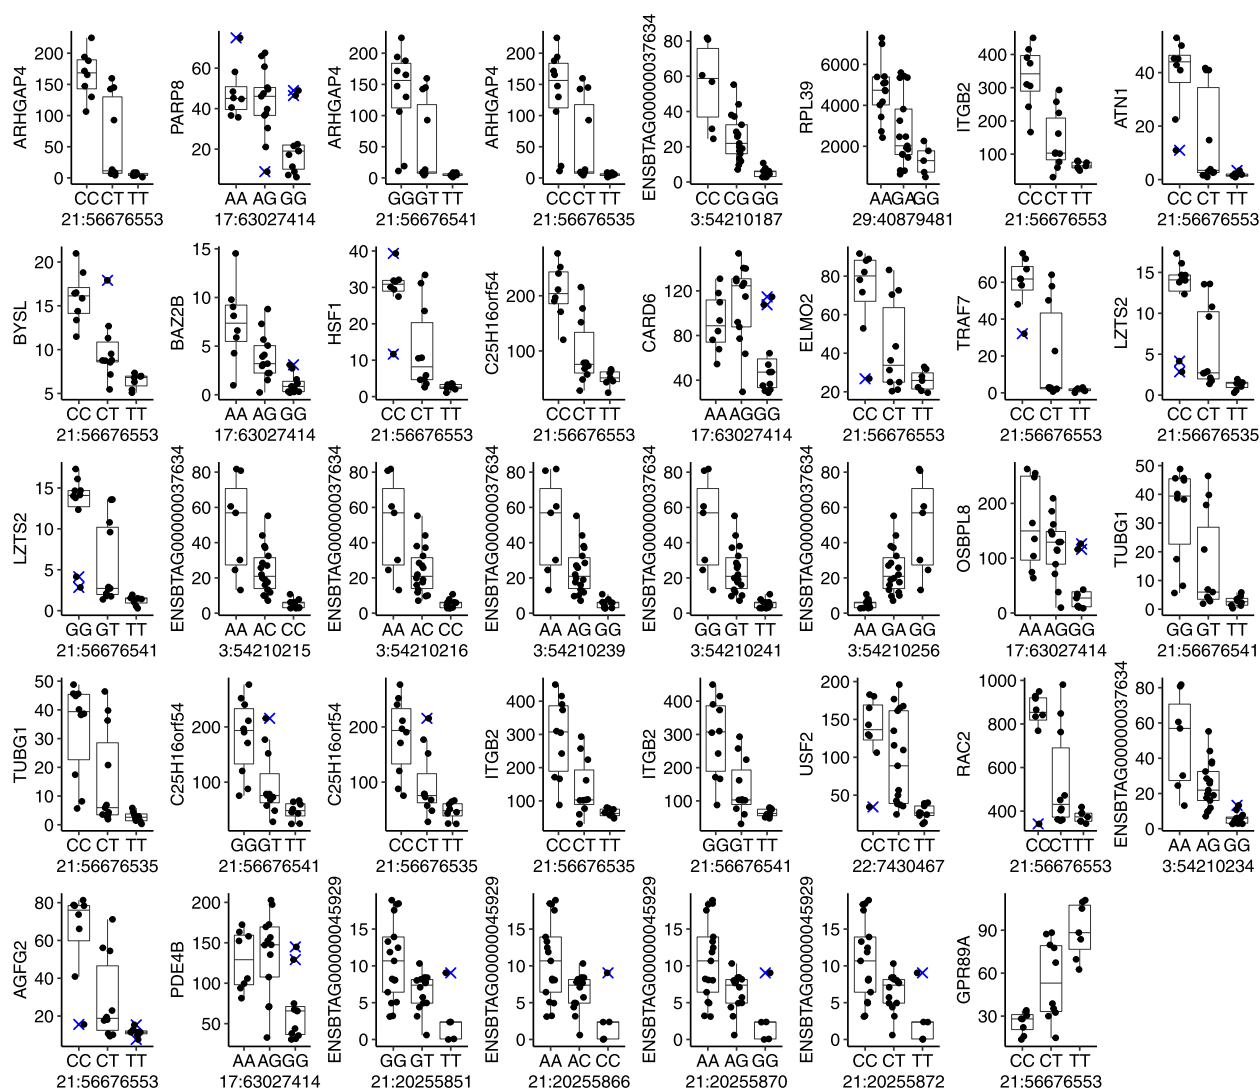 ARHGAP4
200
150
100
50
0
CC CT TT
21:56676553
PARP8
60
40
20
AA AG GG
17:63027414
ARHGAP4
200
150
100
50
0
GG GT TT
21:56676541
ARHGAP4
200
150
100
50
0
CC CT TT
21:56676535
ENSBTAG00000037634
80
60
40
20
0
CC CG GG
3:54210187
RPL39
6000
4000
2000
AA GA GG
29:40879481
ITGB2
400
300
200
100
CC CT TT
21:56676553
ATN1
40
20
0
CC CT TT
21:56676553
BYSL
20
15
10
5
CC CT TT
21:56676553
BAZ2B
15
10
5
0
AA AG GG
17:63027414
HSF1
40
30
20
10
0
CC CT TT
21:56676553
C25H16orf54
200
100
CC CT TT
21:56676553
CARD6
120
80
40
AA AG GG
17:63027414
ELMO2
80
60
40
20
CC CT TT
21:56676553
TRAF7
60
40
20
0
CC CT TT
21:56676553
LZTS2
15
10
5
0
CC CT TT
21:56676535
LZTS2
15
10
5
0
GG GT TT
21:56676541
ENSBTAG00000037634
80
60
40
20
0
AA AC CC
3:54210215
ENSBTAG00000037634
80
60
40
20
0
AA AC CC
3:54210216
ENSBTAG00000037634
80
60
40
20
0
AA AG GG
3:54210239
ENSBTAG00000037634
80
60
40
20
0
GG GT TT
3:54210241
ENSBTAG00000037634
80
60
40
20
0
AA GA GG
3:54210256
OSBPL8
200
100
0
AA AG GG
17:63027414
TUBG1
50
40
30
20
10
0
GG GT TT
21:56676541
TUBG1
50
40
30
20
10
0
CC CT TT
21:56676535
C25H16orf54
200
100
GG GT TT
21:56676541
C25H16orf54
200
100
CC CT TT
21:56676535
ITGB2
400
300
200
100
CC CT TT
21:56676535
ITGB2
400
300
200
100
GG GT TT
21:56676541
USF2
200
150
100
50
CC TC TT
22:7430467
RAC2
1000
800
600
400
CC CT TT
21:56676553
ENSBTAG00000037634
80
60
40
20
0
AA AG GG
3:54210234
AGFG2
80
60
40
20
CC CT TT
21:56676553
PDE4B
200
150
100
50
AA AG GG
17:63027414
ENSBTAG00000045929
15
10
5
0
GG GT TT
21:20255851
ENSBTAG00000045929
15
10
5
0
AA AC CC
21:20255866
ENSBTAG00000045929
15
10
5
0
AA AG GG
21:20255870
ENSBTAG00000045929
15
10
5
0
CC CT TT
21:20255872
GPR89A
90
60
30
CC CT TT
21:56676553